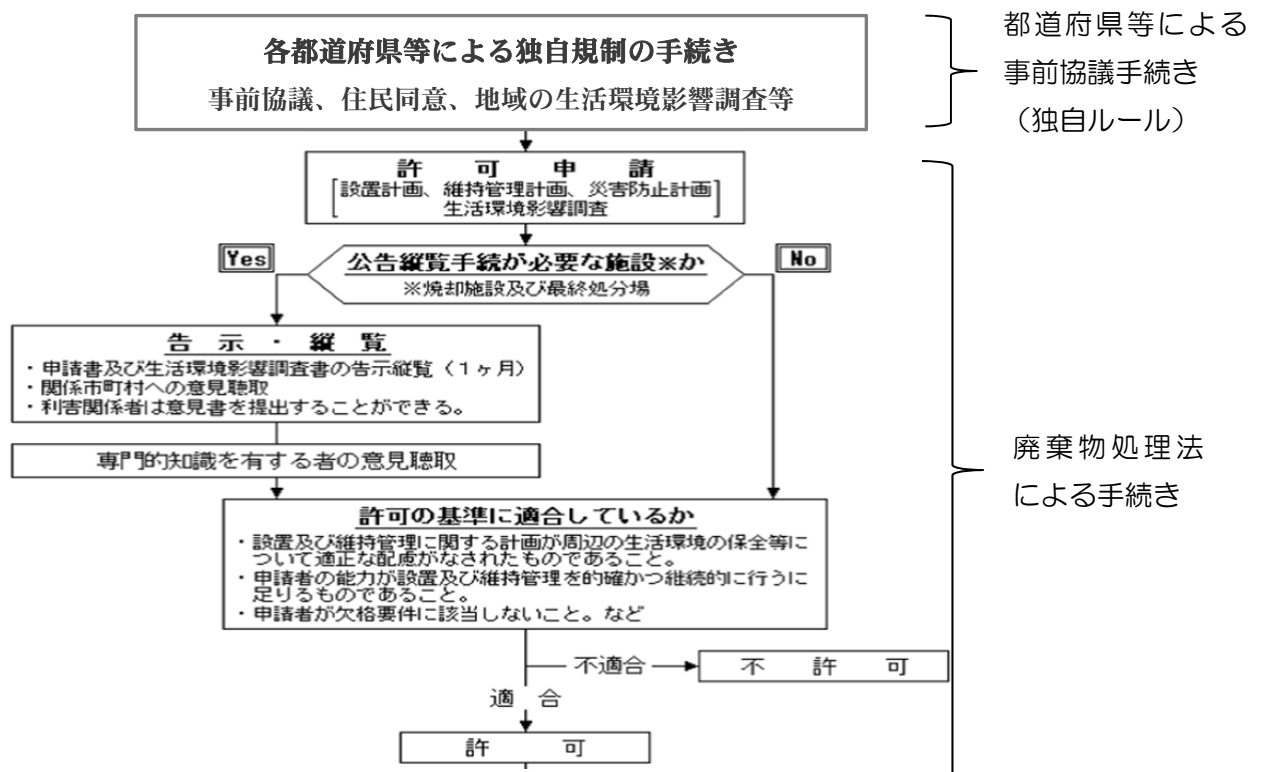 各都道府県等による独自規制の手続き
事前協議、住民同意、地域の生活環境影響調査等
都道府県等による
事前協議手続き
（独自ルール）
許可申請
設置計画、維持管理計画、災害防止計画
生活環境影響調査
Yes
公告縦覧手続が必要な施設※か
※焼却施設及び最終処分場
No
告示・縦覧
・申請書及び生活環境影響調査書の告示縦覧（１ヶ月）
・関係市町村への意見聴取
・利害関係者は意見書を提出することができる。
専門的知識を有する者の意見聴取
廃棄物処理法
による手続き
許可の基準に適合しているか
・設置及び維持管理に関する計画が周辺の生活環境の保全等に
ついて適正な配慮がなされたものであること。
・申請者の能力が設置及び維持管理を的確かつ継続的に行うに
足りるものであること。
・申請者が欠格要件に該当しないこと。など
不適合
不許可
適合
許可